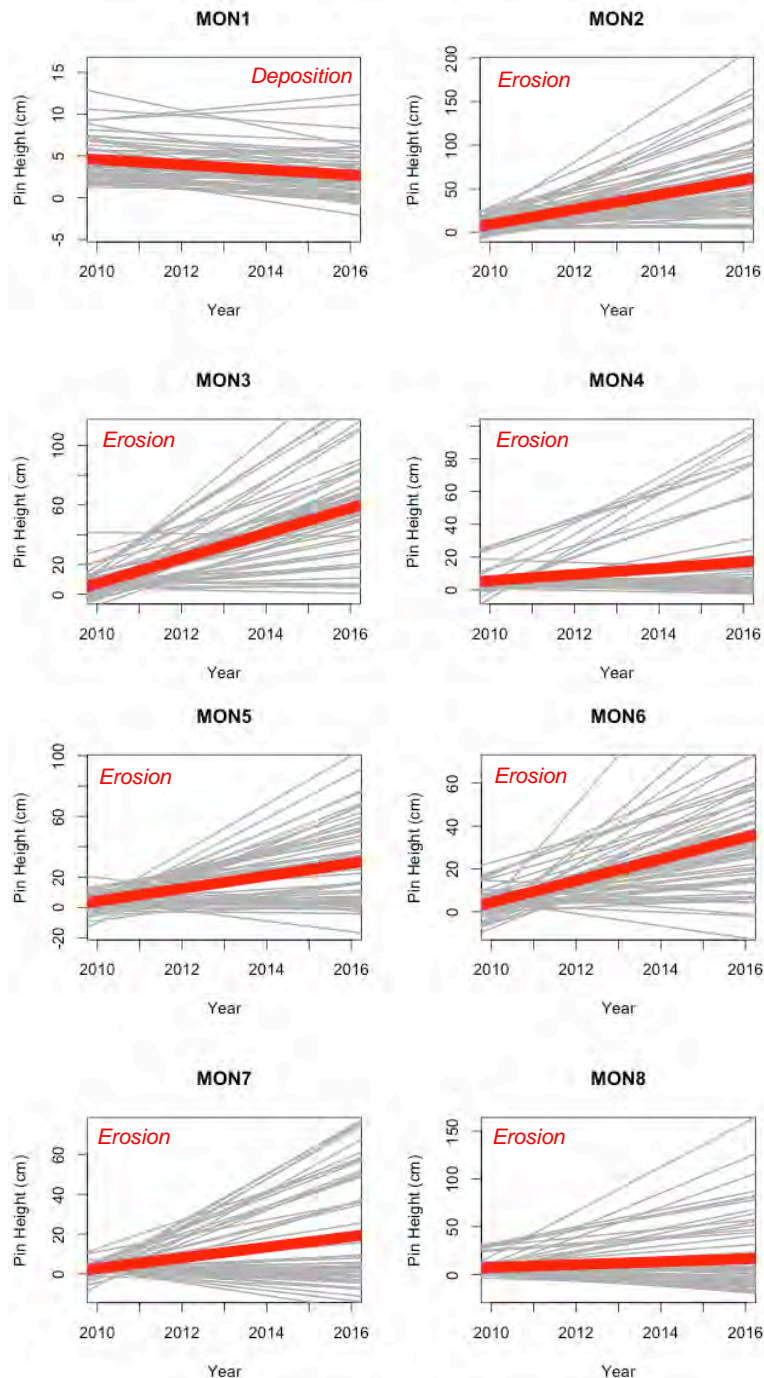 MON1
Deposition
Pin Height (cm)
15
10
5
0
-5
2010 2012 2014 2016
Year
MON2
Erosion
Pin Height (cm)
200
150
100
50
0
2010 2012 2014 2016
Year
MON3
Erosion
Pin Height (cm)
100
60
20
0
2010 2012 2014 2016
Year
MON4
Erosion
Pin Height (cm)
80
60
40
20
0
2010 2012 2014 2016
Year
MON5
Erosion
Pin Height (cm)
100
60
20
0
-20
2010 2012 2014 2016
Year
MON6
Erosion
Pin Height (cm)
60
40
20
0
2010 2012 2014 2016
Year
MON7
Erosion
Pin Height (cm)
60
40
20
0
2010 2012 2014 2016
Year
MON8
Erosion
Pin Height (cm)
150
100
50
0
2010 2012 2014 2016
Year